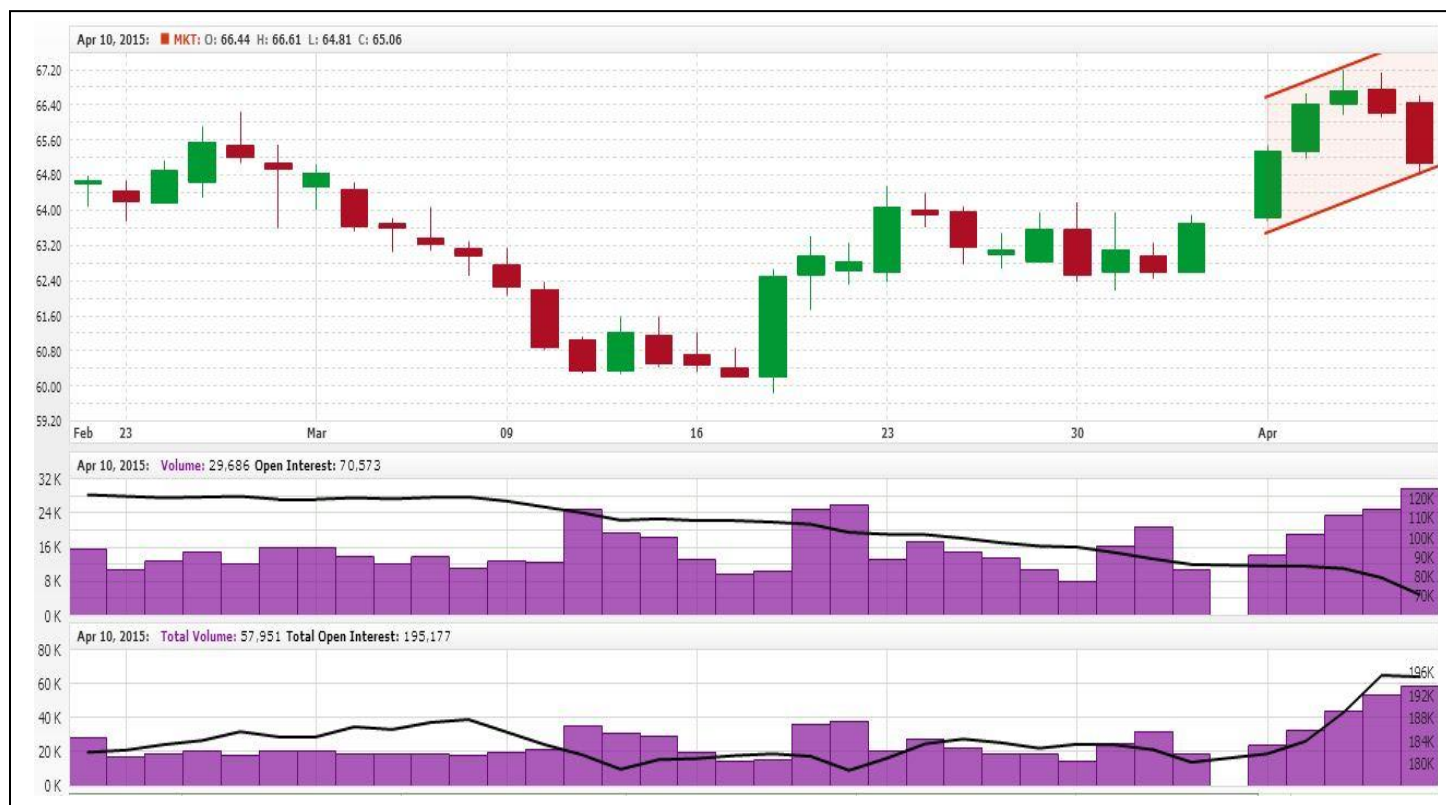 Apr 10, 2015: MKT: O: 66.44 H: 66.61 L: 64.81 C: 65.06
67.20
66.40
65.60
64.80
64.00
63.20
62.40
61.60
60.80
60.00
59.20
Feb 23 Mar 09 16 23 30 Apr
Apr 10, 2015: Volume: 29,686 Open Interest: 70,573
32 K
24 K
16 K
8 K
0 K
120K
110K
100K
90K
80K
70K
Apr 10, 2015: Total Volume: 57,951 Total Open Interest: 195,177
80 K
60 K
40 K
20 K
0 K
196K
192K
188K
184K
180K